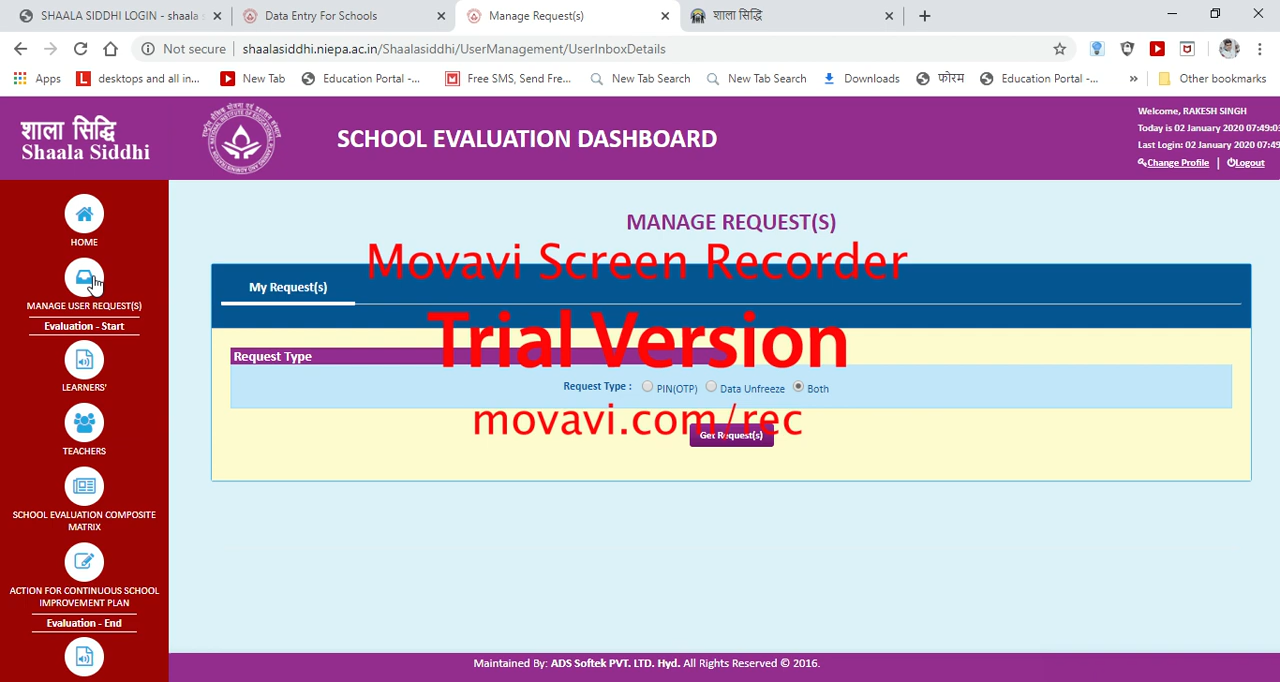 SHAALA SIDDHI LOGIN - shaala s
Data Entry For Schools
Manage Request(s)
शाला सिद्धि
Not secure
shaalasiddhi.niepa.ac.in/Shaalasiddhi/UserManagement/UserInboxDetails
Apps
desktops and all in...
New Tab
Education Portal -...
Free SMS, Send Fre...
New Tab Search
New Tab Search
Downloads
फोरम
Education Portal -...
»
Other bookmarks
शाला सिद्धि
Shaala Siddhi
SCHOOL EVALUATION DASHBOARD
Welcome, RAKESH SINGH
Today is 02 January 2020 07:49:03
Last Login: 02 January 2020 07:49
Change Profile | Logout
HOME
MANAGE USER REQUEST(S)
Evaluation - Start
LEARNERS'
TEACHERS
SCHOOL EVALUATION COMPOSITE
MATRIX
ACTION FOR CONTINUOUS SCHOOL
IMPROVEMENT PLAN
Evaluation - End
MANAGE REQUEST(S)
Movavi Screen Recorder
My Request(s)
Trial Version
Request Type
Request Type : PIN(OTP) Data Unfreeze Both
movavi.com/rec
Get Request(s)
Maintained By: ADS Softek PVT. LTD. Hyd. All Rights Reserved © 2016.